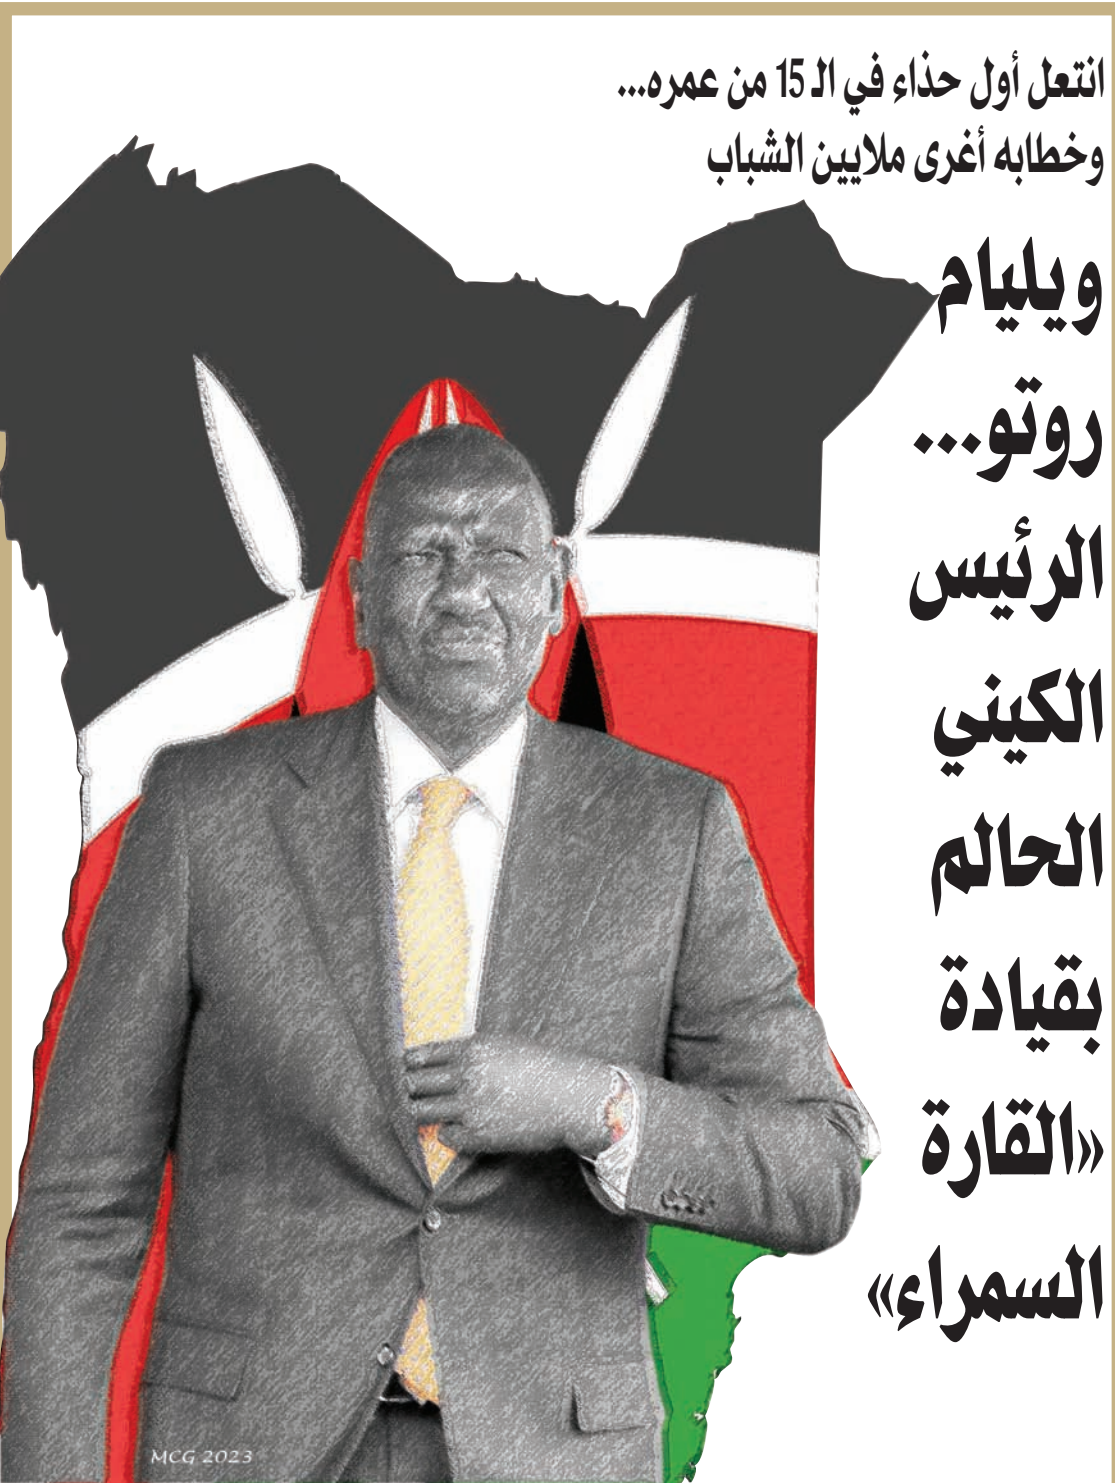 انتعل أول حذاء في الـ 15 من عمره...
وخطابه أغرى ملايين الشباب
ويليام
روتو...
الرئيس
الكيني
الحالم
بقيادة
«القارة
السمراء»
MCG 2023